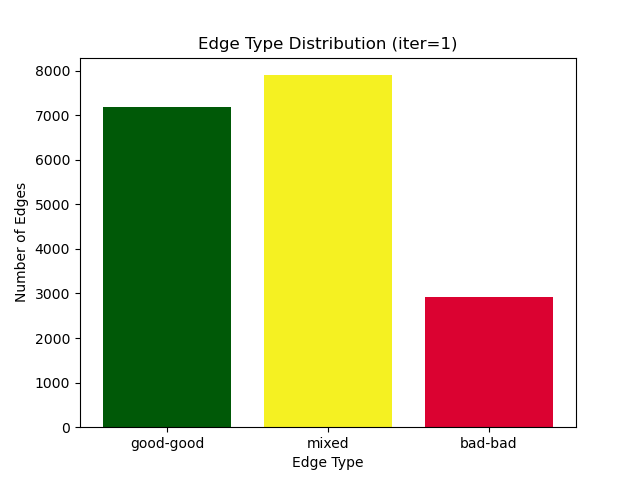 Edge Type Distribution (iter=1)
Number of Edges
8000
7000
6000
5000
4000
3000
2000
1000
0
good-good mixed bad-bad
Edge Type